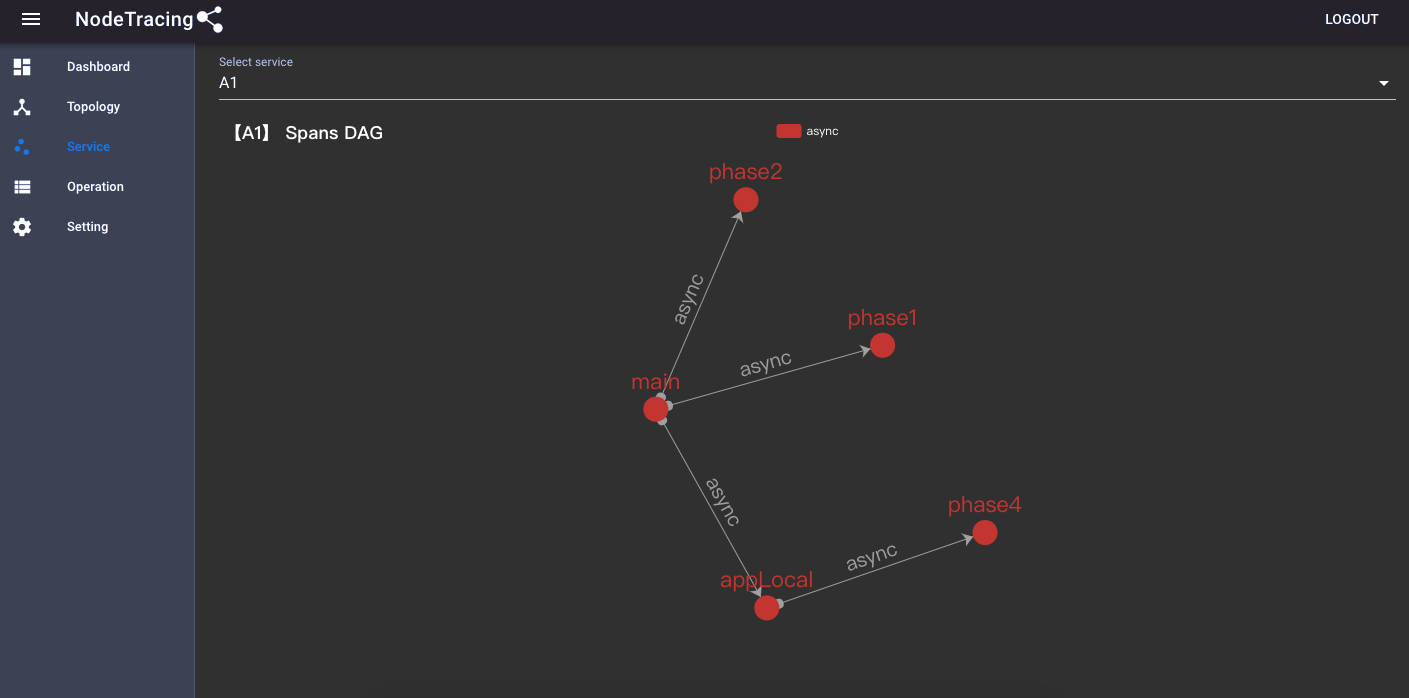 NodeTracing
LOGOUT
Dashboard
Topology
Service
Operation
Setting
Select service
A1
【A1】 Spans DAG
async
phase2
async
phase1
async
main
async
phase4
async
appLocal